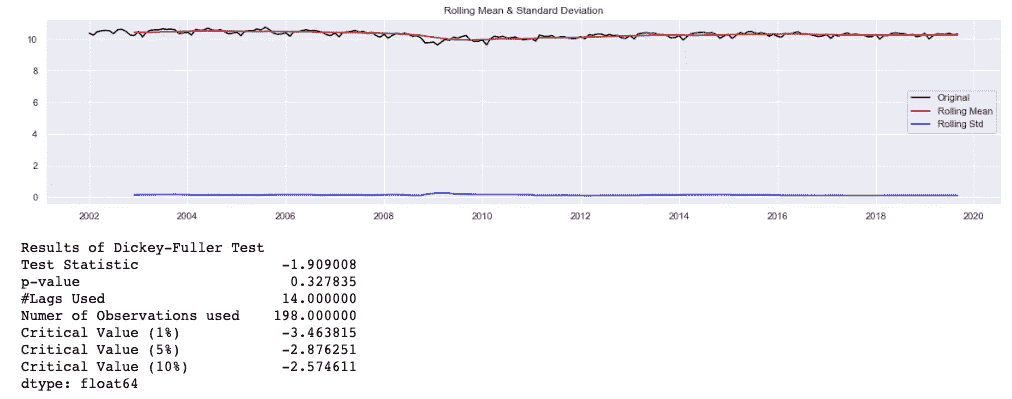 Rolling Mean & Standard Deviation
10
8
6
4
2
0
Original
Rolling Mean
Rolling Std
2002 2004 2006 2008 2010 2012 2014 2016 2018 2020
Results of Dickey-Fuller Test
Test Statistic -1.909008
p-value 0.327835
#Lags Used 14.000000
Numer of Observations used 198.000000
Critical Value (1%) -3.463815
Critical Value (5%) -2.876251
Critical Value (10%) -2.574611
dtype: float64